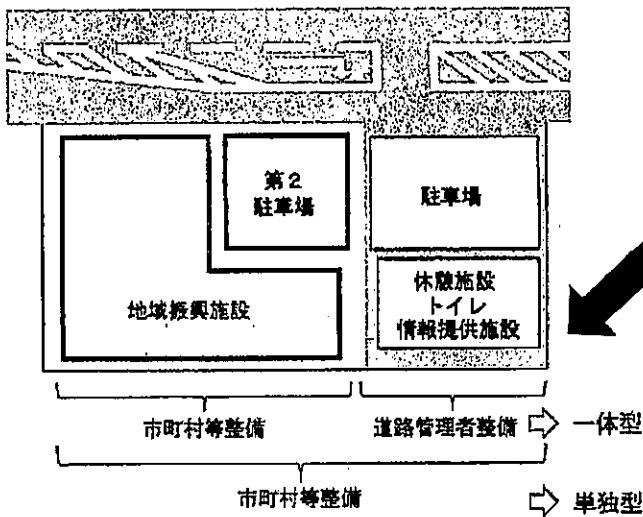 第2
駐車場
駐車場
地域振興施設
休憩施設
トイレ
情報提供施設
市町村等整備
道路管理者整備
一体型
市町村等整備
単独型